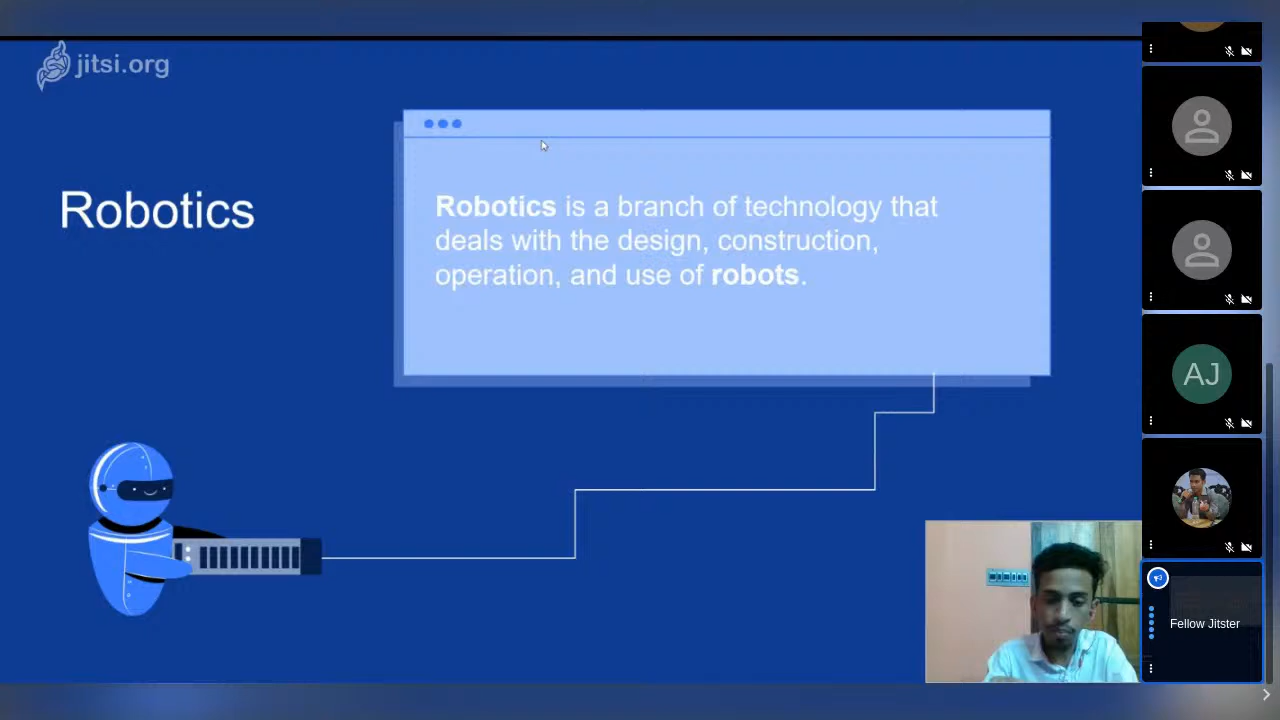 jitsi.org
Robotics
Robotics is a branch of technology that
deals with the design, construction,
operation, and use of robots.
AJ
Fellow Jitster